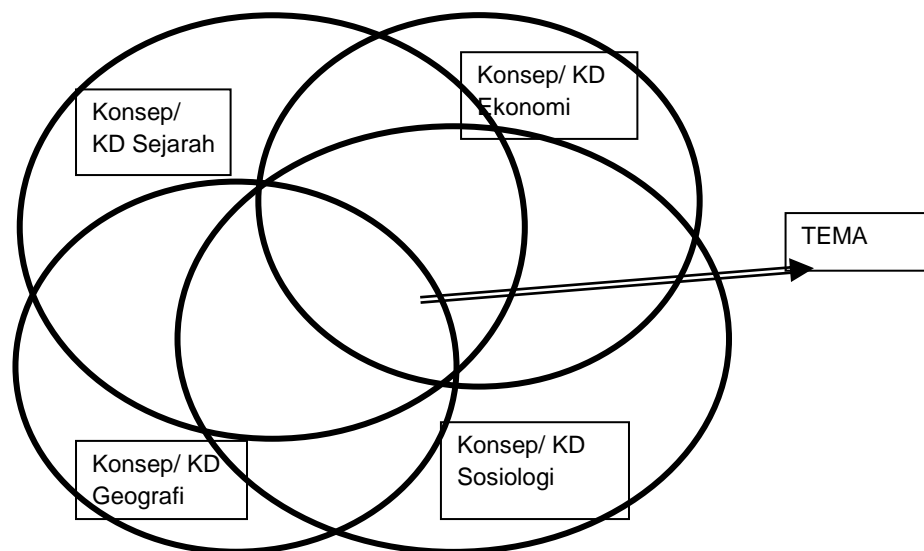 Konsep/ KD
Ekonomi
Konsep/
KD Sejarah
TEMA
Konsep/ KD
Geografi
Konsep/ KD
Sosiologi